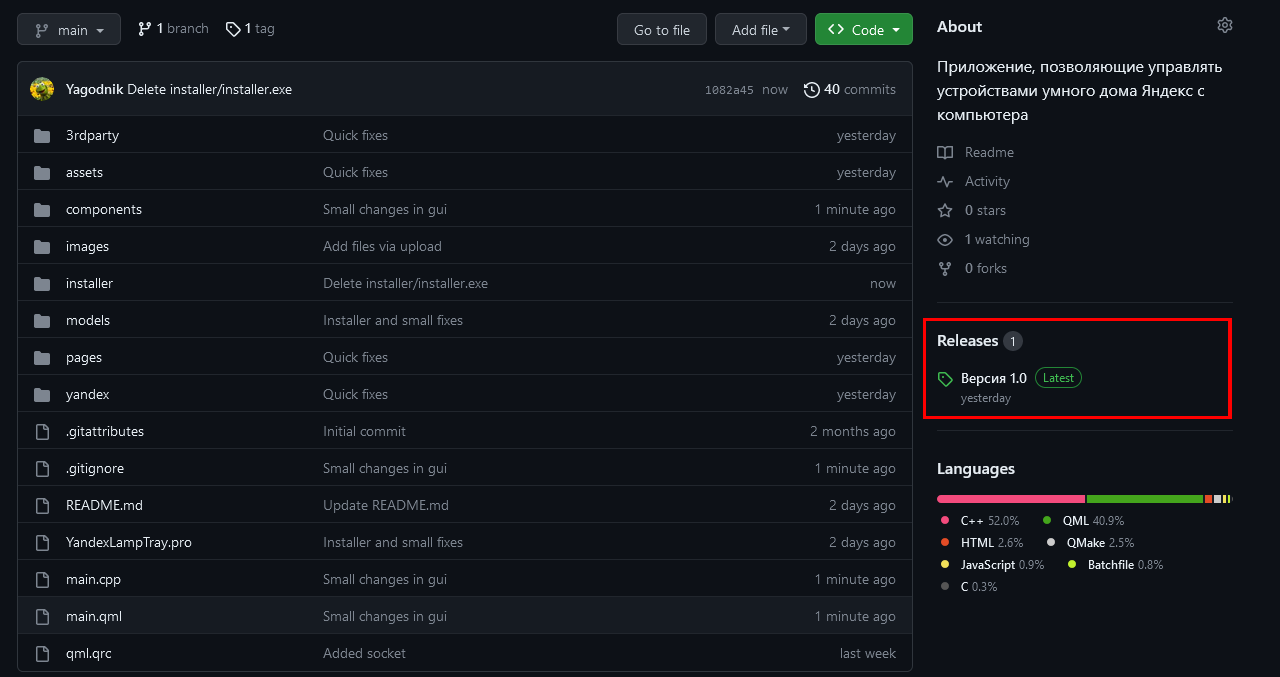 main
1 branch
1 tag
Go to file
Add file
Code
Yagodnik Delete installer/installer.exe
1082a45 now
40 commits
3rdparty Quick fixes yesterday
assets Quick fixes yesterday
components Small changes in gui 1 minute ago
images Add files via upload 2 days ago
installer Delete installer/installer.exe now
models Installer and small fixes 2 days ago
pages Quick fixes yesterday
yandex Quick fixes yesterday
.gitattributes Initial commit 2 months ago
.gitignore Small changes in gui 1 minute ago
README.md Update README.md 2 days ago
YandexLampTray.pro Installer and small fixes 2 days ago
main.cpp Small changes in gui 1 minute ago
main.qml Small changes in gui 1 minute ago
qml.qrc Added socket last week
About
Приложение, позволяющие управлять
устройствами умного дома Яндекс с
компьютера
Readme
Activity
0 stars
1 watching
0 forks
Releases 1
Версия 1.0 Latest
yesterday
Languages
C++ 52.0% QML 40.9%
HTML 2.6% QMake 2.5%
JavaScript 0.9% Batchfile 0.8%
C 0.3%